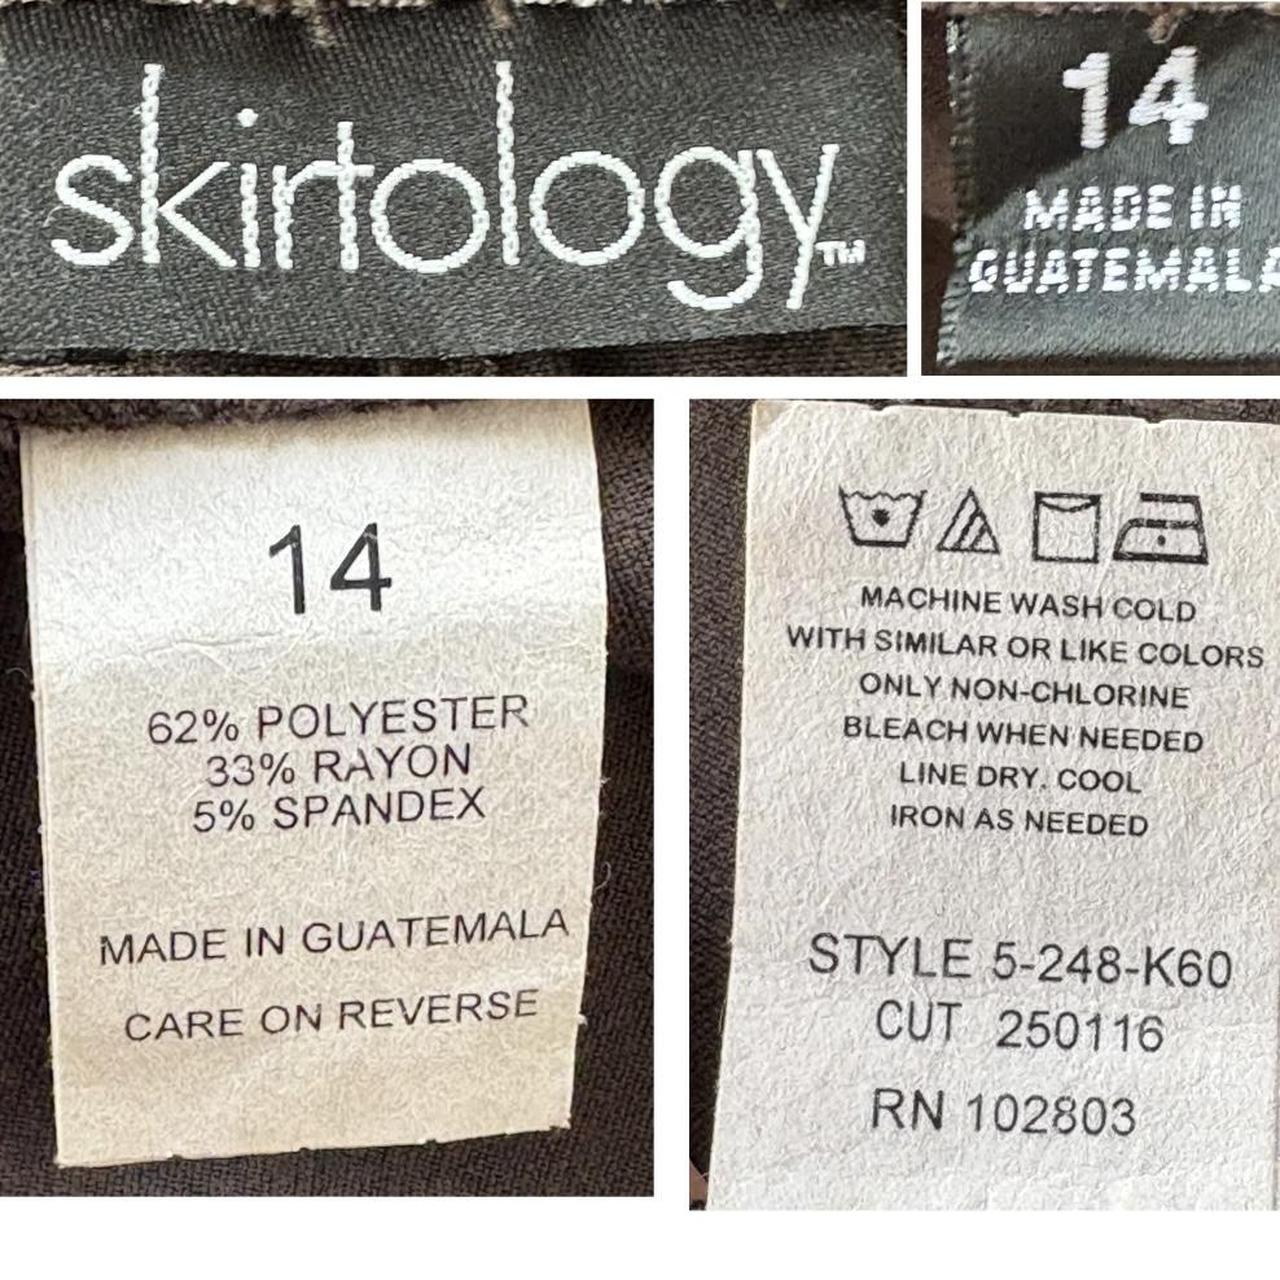 skirtology™
14
MADE IN
GUATEMALA
14
62% POLYESTER
33% RAYON
5% SPANDEX
MADE IN GUATEMALA
CARE ON REVERSE
MACHINE WASH COLD
WITH SIMILAR OR LIKE COLORS
ONLY NON-CHLORINE
BLEACH WHEN NEEDED
LINE DRY. COOL
IRON AS NEEDED
STYLE 5-248-K60
CUT 250116
RN 102803